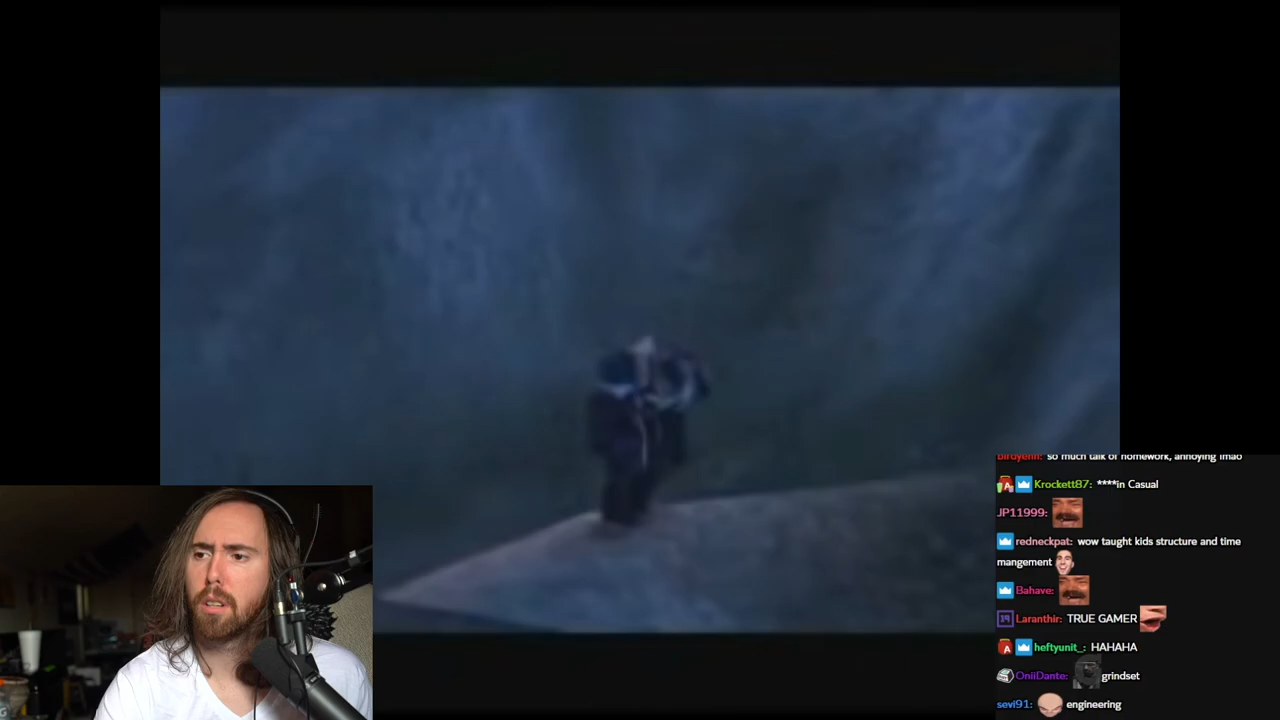 birdyenn: so much talk of homework, annoying lmao
Krockett87: ****in Casual
JP11999:
redneckpat: wow taught kids structure and time
mangement
Bahave:
Laranthir: TRUE GAMER
heftyunit_: HAHAHA
OniiDante: grindset
sevi91: engineering